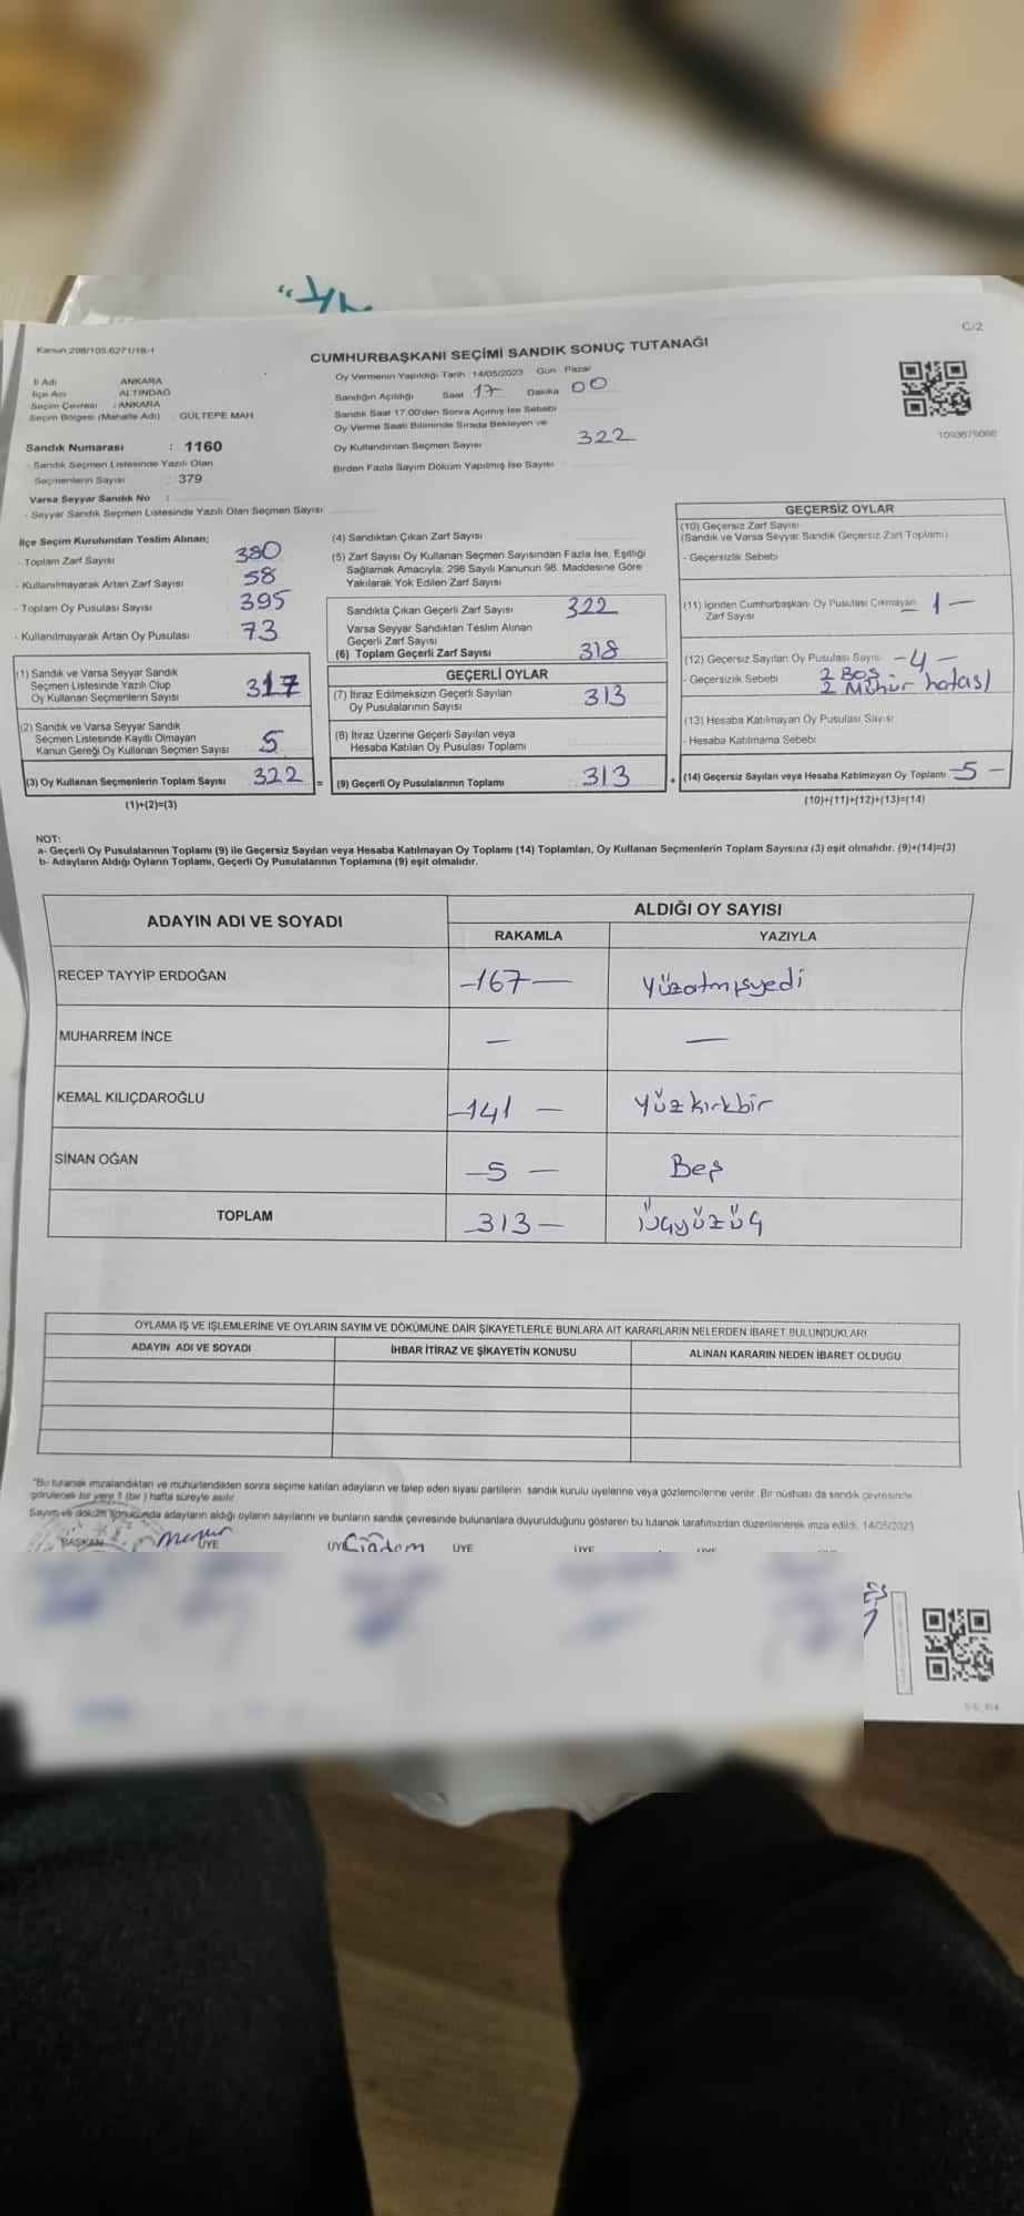 C/2
Kanun 298/105.6271/18-1
CUMHURBAŞKANI SEÇİMİ SANDIK SONUÇ TUTANAĞI
İl Adı ANKARA
İlçe Adı ALTINDAĞ
Seçim Çevresi : ANKARA
Seçim Bölgesi (Mahalle Adı) GÜLTEPE MAH
Sandık Numarası : 1160
- Sandık Seçmen Listesinde Yazılı Olan
Seçmenlerin Sayısı : 379
Varsa Seyyar Sandık No :
- Seyyar Sandık Seçmen Listesinde Yazılı Olan Seçmen Sayısı
Oy Vermenin Yapıldığı Tarih 14/05/2023 Gün Pazar
Sandığın Açıldığı Saat 17 Dakika 00
Sandık Saat 17.00'den Sonra Açılmış İse Sebebi
Oy Verme Saati Bitiminde Sırada Bekleyen ve
Oy Kullandırılan Seçmen Sayısı 322
Birden Fazla Sayım Döküm Yapılmış İse Sayısı
İlçe Seçim Kurulundan Teslim Alınan;
- Toplam Zarf Sayısı 380
- Kullanılmayarak Artan Zarf Sayısı 58
- Toplam Oy Pusulası Sayısı 395
- Kullanılmayarak Artan Oy Pusulası 73
(1) Sandık ve Varsa Seyyar Sandık
Seçmen Listesinde Yazılı Olup
Oy Kullanan Seçmenlerin Sayısı 317
(2) Sandık ve Varsa Seyyar Sandık
Seçmen Listesinde Kayıtlı Olmayan
Kanun Gereği Oy Kullanan Seçmen Sayısı 5
(3) Oy Kullanan Seçmenlerin Toplam Sayısı 322 =
(1)+(2)=(3)
(4) Sandıktan Çıkan Zarf Sayısı
(5) Zarf Sayısı Oy Kullanan Seçmen Sayısından Fazla İse, Eşitliği
Sağlamak Amacıyla; 298 Sayılı Kanunun 98. Maddesine Göre
Yakılarak Yok Edilen Zarf Sayısı
Sandıkta Çıkan Geçerli Zarf Sayısı 322
Varsa Seyyar Sandıktan Teslim Alınan
Geçerli Zarf Sayısı
(6) Toplam Geçerli Zarf Sayısı 318
GEÇERLİ OYLAR
(7) İtiraz Edilmeksizin Geçerli Sayılan
Oy Pusulalarının Sayısı 313
(8) İtiraz Üzerine Geçerli Sayılan veya
Hesaba Katılan Oy Pusulası Toplamı
(9) Geçerli Oy Pusulalarının Toplamı 313 +
GEÇERSİZ OYLAR
(10) Geçersiz Zarf Sayısı
(Sandık ve Varsa Seyyar Sandık Geçersiz Zarf Toplamı)
- Geçersizlik Sebebi
(11) İçinden Cumhurbaşkanı Oy Pusulası Çıkmayan
Zarf Sayısı 1 —
(12) Geçersiz Sayılan Oy Pusulası Sayısı - 4 -
- Geçersizlik Sebebi 2 Boş
2 Mühür hatası
(13) Hesaba Katılmayan Oy Pusulası Sayısı
- Hesaba Katılmama Sebebi
(14) Geçersiz Sayılan veya Hesaba Katılmayan Oy Toplamı -5 -
(10)+(11)+(12)+(13)=(14)
NOT:
a- Geçerli Oy Pusulalarının Toplamı (9) ile Geçersiz Sayılan veya Hesaba Katılmayan Oy Toplamı (14) Toplamları, Oy Kullanan Seçmenlerin Toplam Sayısına (3) eşit olmalıdır. (9)+(14)=(3)
b- Adayların Aldığı Oyların Toplamı, Geçerli Oy Pusulalarının Toplamına (9) eşit olmalıdır.
ADAYIN ADI VE SOYADI ALDIĞI OY SAYISI
RAKAMLA YAZIYLA
RECEP TAYYİP ERDOĞAN -167- Yüzatmışyedi
MUHARREM İNCE — —
KEMAL KILIÇDAROĞLU -141 - Yüzkırkbir
SİNAN OĞAN -5 - Beş
TOPLAM -313- Üçyüzüç
OYLAMA İŞ VE İŞLEMLERİNE VE OYLARIN SAYIM VE DÖKÜMÜNE DAİR ŞİKAYETLERLE BUNLARA AİT KARARLARIN NELERDEN İBARET BULUNDUKLARI
ADAYIN ADI VE SOYADI İHBAR İTİRAZ VE ŞİKAYETİN KONUSU ALINAN KARARIN NEDEN İBARET OLDUĞU
"Bu tutanak imzalandıktan ve mühürlendikten sonra seçime katılan adayların ve talep eden siyasi partilerin sandık kurulu üyelerine veya gözlemcilerine verilir. Bir nüshası da sandık çevresinde
görülecek bir yere 1 (bir) hafta süreyle asılır
Sayım ve döküm sonucunda adayların aldığı oyların sayılarını ve bunların sandık çevresinde bulunanlara duyurulduğunu gösteren bu tutanak tarafımızdan düzenlenerek imza edildi. 14/05/2023
BAŞKAN ÜYE ÜYE Çiğdem ÜYE ÜYE